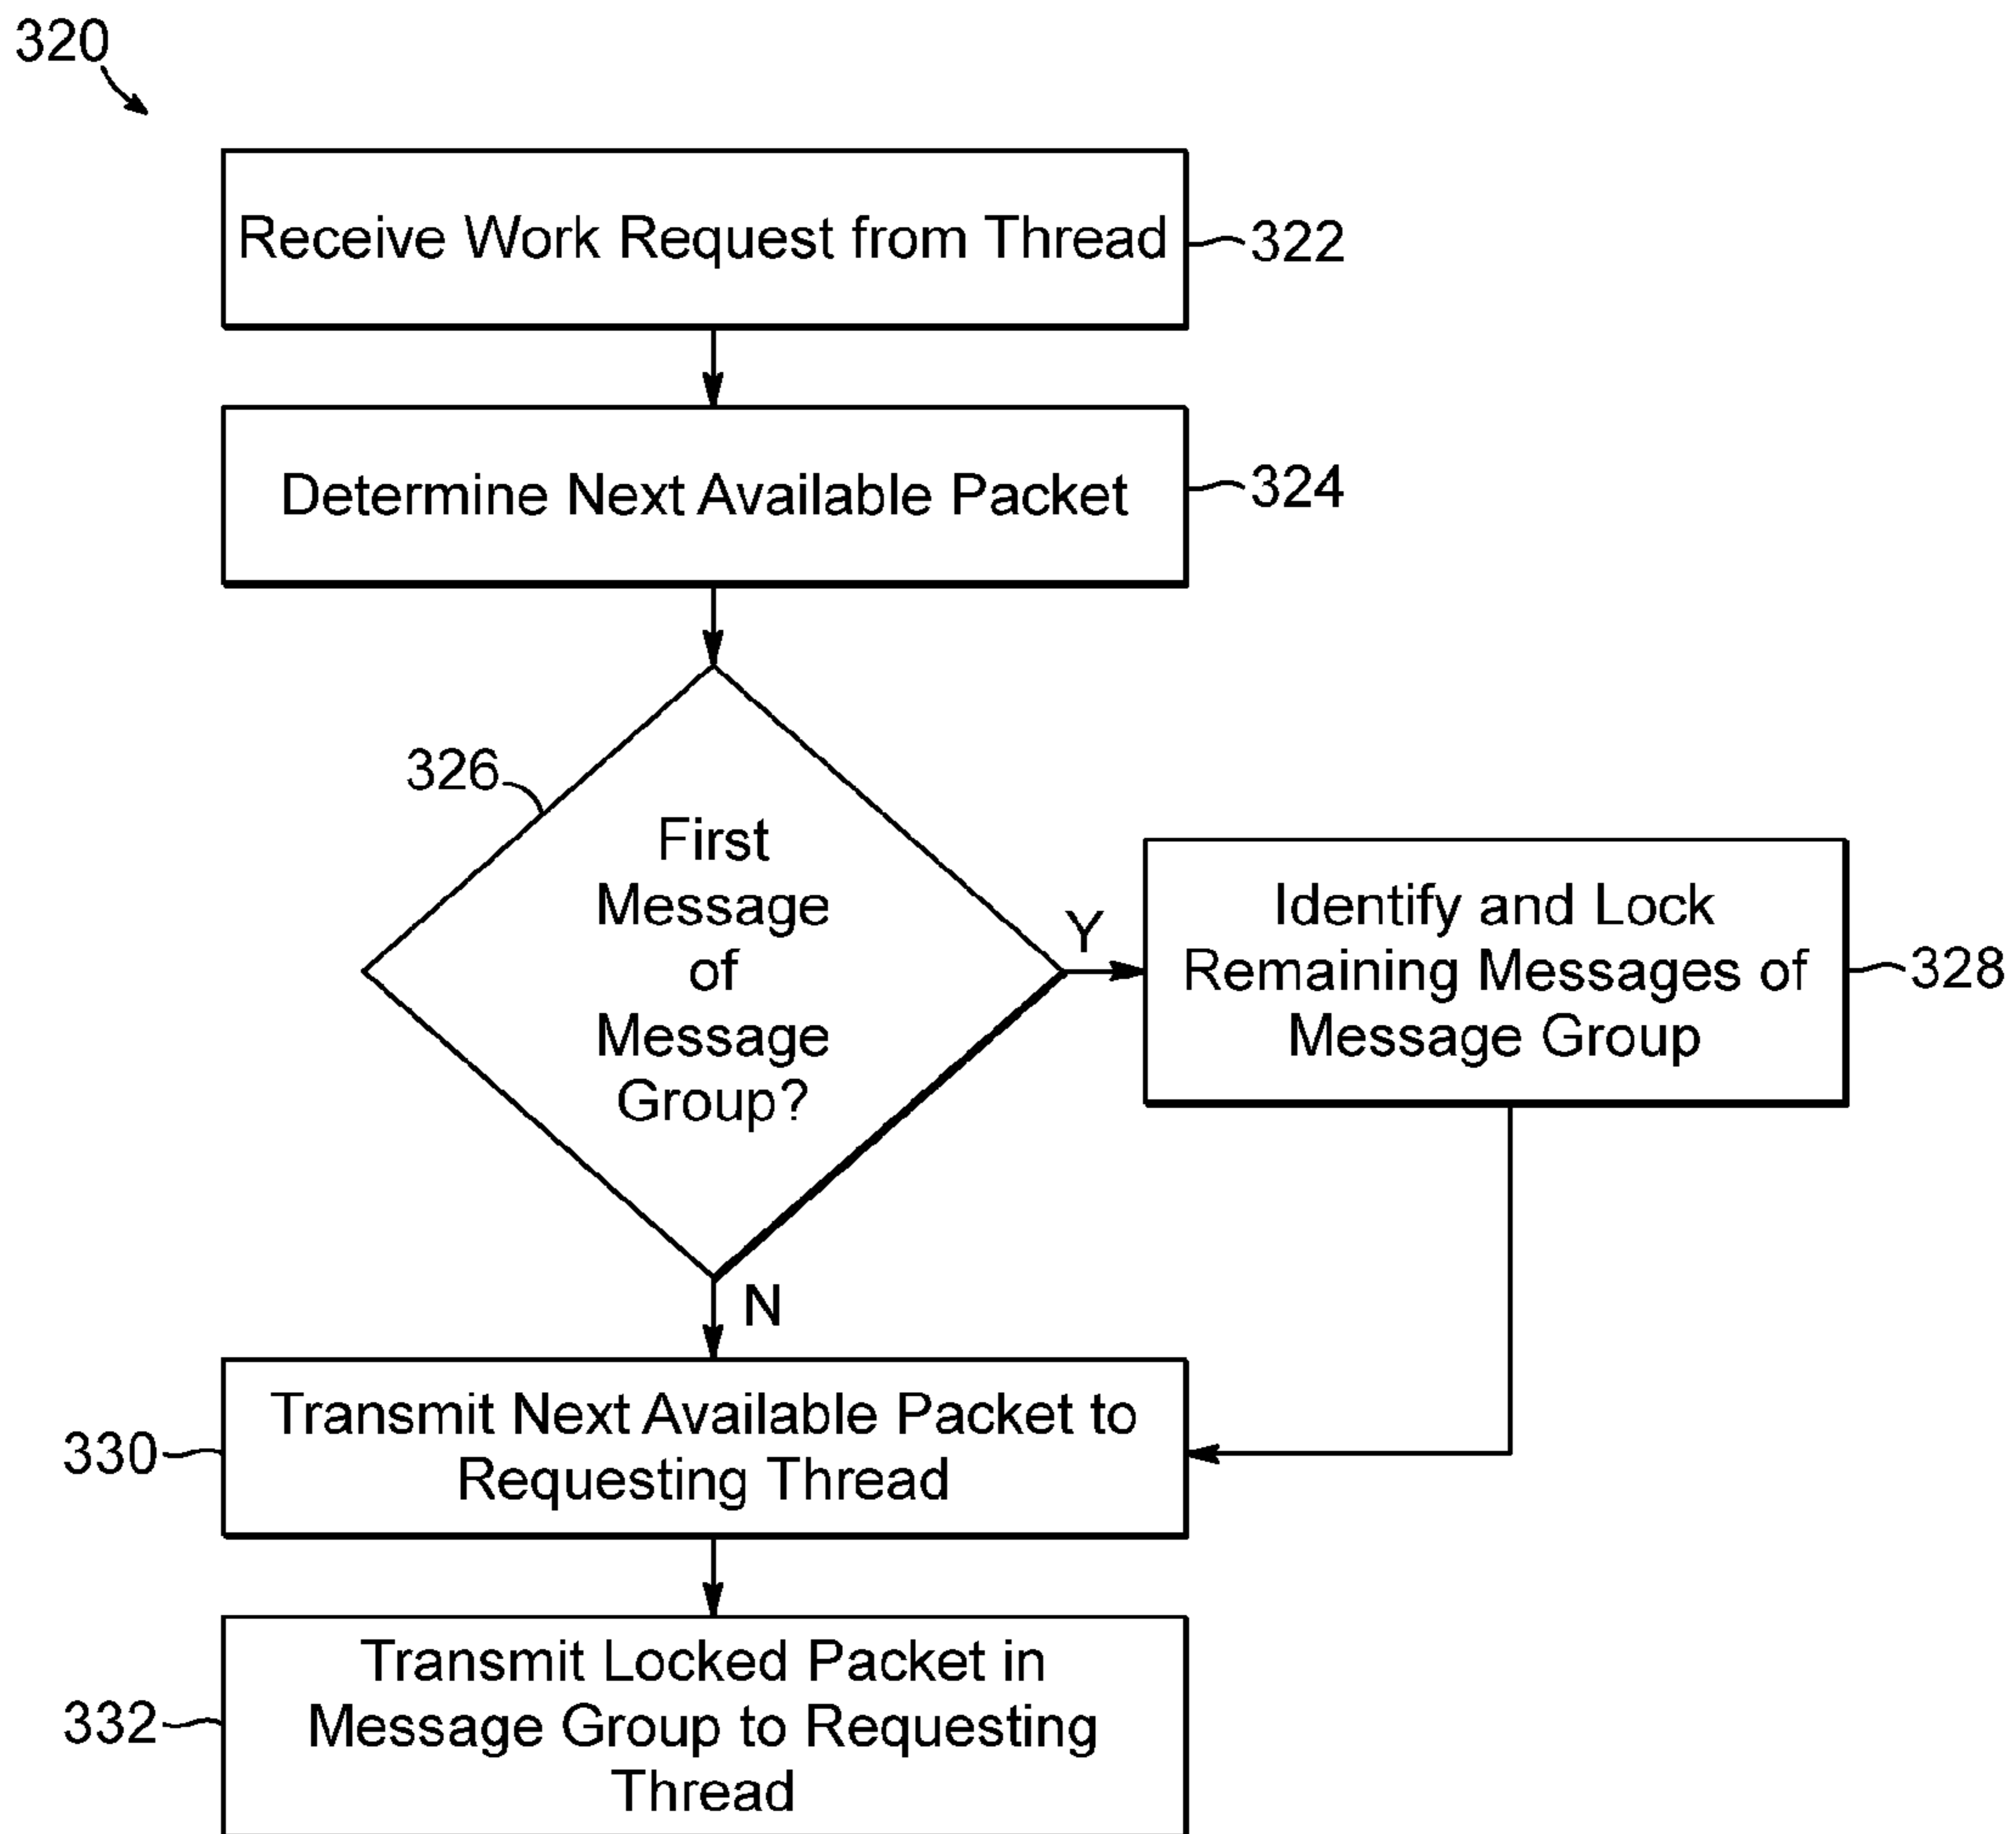 320
Receive Work Request from Thread
322
Determine Next Available Packet
324
326
First
Message
of
Message
Group?
Y
Identify and Lock
Remaining Messages of
Message Group
328
N
Transmit Next Available Packet to
Requesting Thread
330
Transmit Locked Packet in
Message Group to Requesting
Thread
332